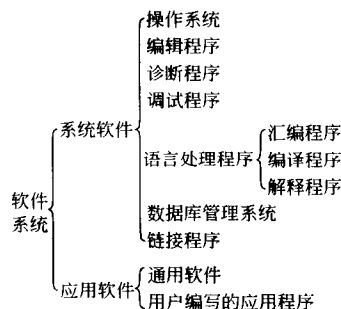 操作系统
编辑程序
诊断程序
调试程序
系统软件
汇编程序
语言处理程序
编译程序
解释程序
软件
系统
数据库管理系统
链接程序
通用软件
应用软件
用户编写的应用程序